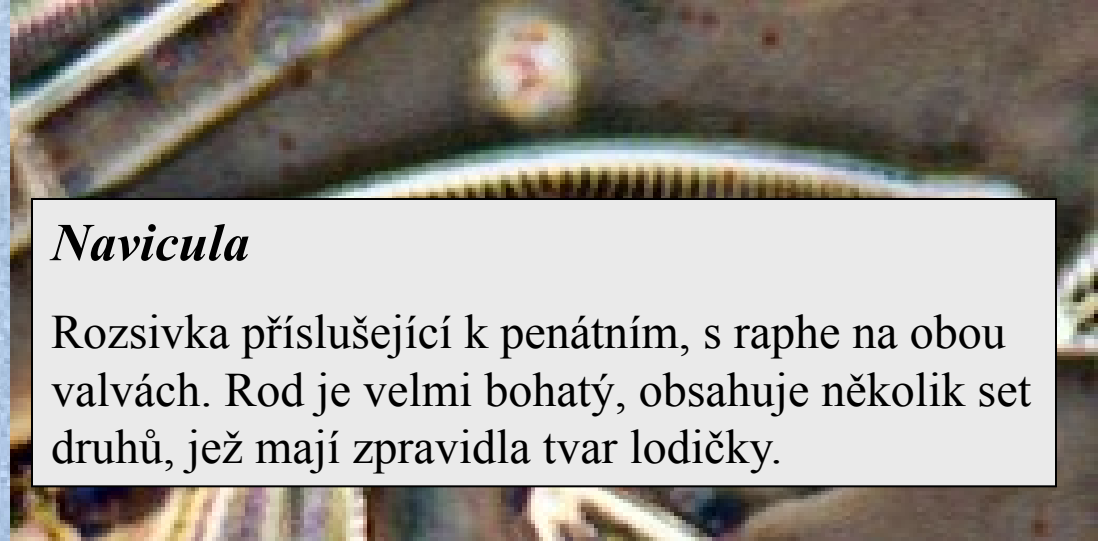 Navicula
Rozsivka příslušející k penátním, s raphe na obou
valvách. Rod je velmi bohatý, obsahuje několik set
druhů, jež mají zpravidla tvar lodičky.